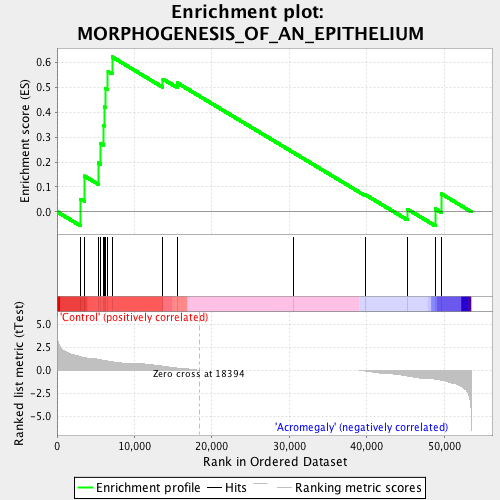 Enrichment plot:
MORPHOGENESIS_OF_AN_EPITHELIUM
Enrichment score (ES)
0.6
0.5
0.4
0.3
0.2
0.1
0.0
'Control' (positively correlated)
Ranked list metric (tTest)
5.0
2.5
0.0
-2.5
-5.0
Zero cross at 18394
'Acromegaly' (negatively correlated)
0 10,000 20,000 30,000 40,000 50,000
Rank in Ordered Dataset
Enrichment profile Hits Ranking metric scores